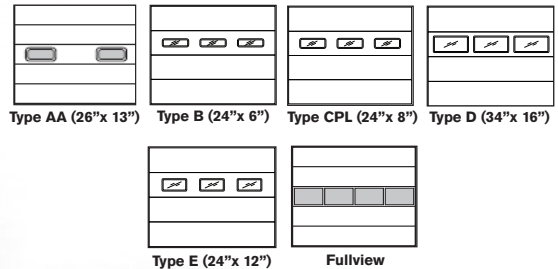 Type AA (26”x 13”) Type B (24”x 6”) Type CPL (24”x 8”) Type D (34”x 16”)
Type E (24”x 12”) Fullview